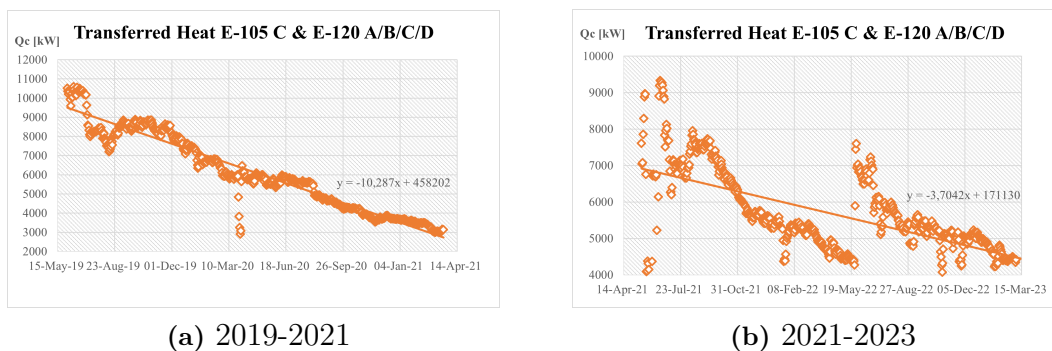 Transferred Heat E-105 C & E-120 A/B/C/D
Qc [kW]
12000
11000
10000
9000
8000
7000
6000
5000
4000
3000
2000
y = -10,287x + 458202
15-May-19 23-Aug-19 01-Dec-19 10-Mar-20 18-Jun-20 26-Sep-20 04-Jan-21 14-Apr-21
(a) 2019-2021
Transferred Heat E-105 C & E-120 A/B/C/D
Qc [kW]
10000
9000
8000
7000
6000
5000
4000
y = -3,7042x + 171130
14-Apr-21 23-Jul-21 31-Oct-21 08-Feb-22 19-May-22 27-Aug-22 05-Dec-22 15-Mar-23
(b) 2021-2023